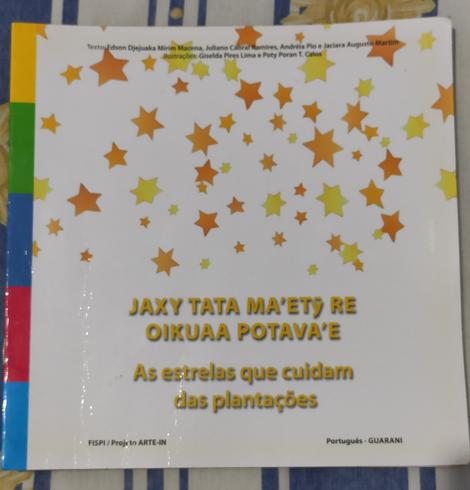 Texto: Edson Djejuaka Mirim Macena, Juliano Cabral Ramires, Andréia Pio e Jaciara Augusto Martim
Ilustrações: Giselda Pires Lima e Poty Poran T. Calos
JAXY TATA MA'ETỹ RE
OIKUAA POTAVA'E
As estrelas que cuidam
das plantações
FISPI / Projeto ARTE-IN
Português - GUARANI